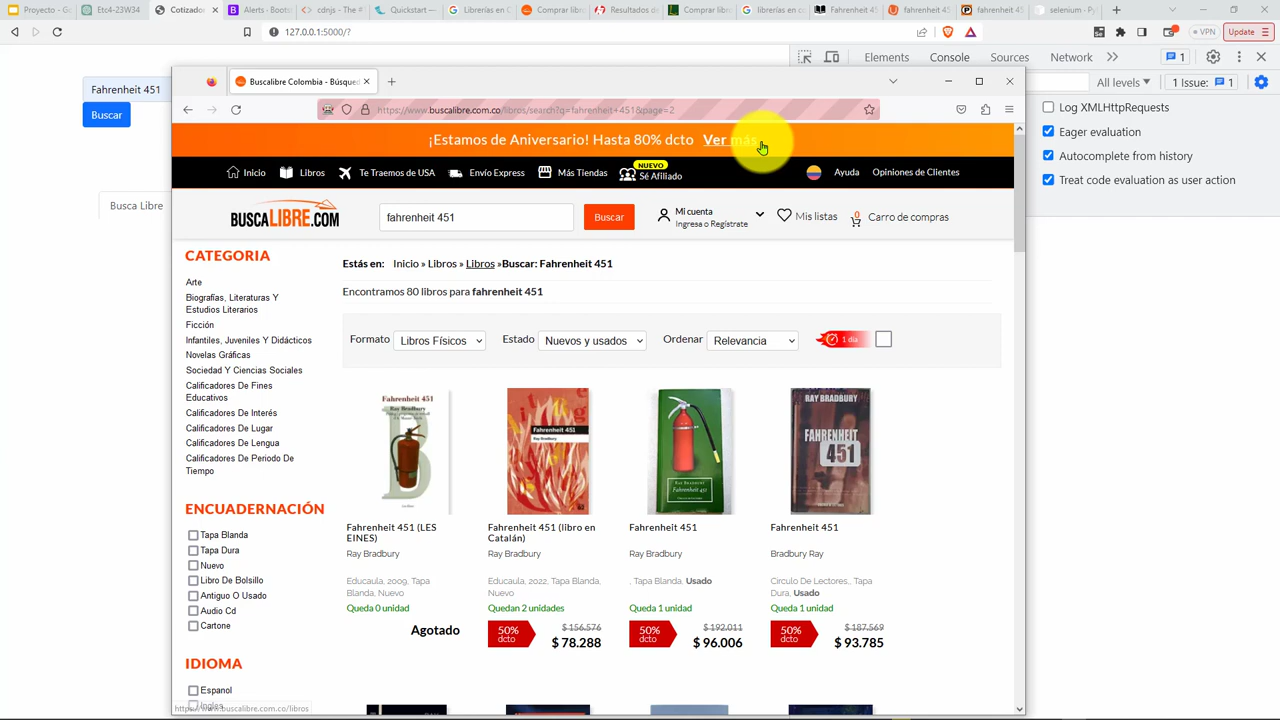 Proyecto - G
Etc4-23W34
Cotizador
Alerts - Boots
cdnjs - The #
Quickstart —
Librerías en C
Comprar libr
Resultados de
Comprar libr
librerías en c
Fahrenheit 45
fahrenheit 45
fahrenheit 45
selenium - Py
127.0.0.1:5000/?
VPN
Update
Elements
Console
Sources
Network
1
All levels
1 Issue:
1
Log XMLHttpRequests
Eager evaluation
Autocomplete from history
Treat code evaluation as user action
Fahrenheit 451
Buscar
Busca Libre
Buscalibre Colombia - Búsqued
https://www.buscalibre.com.co/libros/search?q=fahrenheit+451&page=2
¡Estamos de Aniversario! Hasta 80% dcto Ver más
Inicio
Libros
Te Traemos de USA
Envío Express
Más Tiendas
NUEVO
Sé Afiliado
Ayuda
Opiniones de Clientes
BUSCALIBRE.COM
fahrenheit 451
Buscar
Mi cuenta
Ingresa o Regístrate
Mis listas
0
Carro de compras
CATEGORIA
Arte
Biografías, Literaturas Y
Estudios Literarios
Ficción
Infantiles, Juveniles Y Didácticos
Novelas Gráficas
Sociedad Y Ciencias Sociales
Calificadores De Fines
Educativos
Calificadores De Interés
Calificadores De Lugar
Calificadores De Lengua
Calificadores De Periodo De
Tiempo
ENCUADERNACIÓN
Tapa Blanda
Tapa Dura
Nuevo
Libro De Bolsillo
Antiguo O Usado
Audio Cd
Cartone
IDIOMA
Espanol
Ingles
https://www.buscalibre.com.co/libros
Estás en: Inicio » Libros » Libros »Buscar: Fahrenheit 451
Encontramos 80 libros para fahrenheit 451
Formato
Libros Físicos
Estado
Nuevos y usados
Ordenar
Relevancia
1 día
Fahrenheit 451
Ray Bradbury
Fahrenheit 451
Ray Bradbury
RAY BRADBURY
Fahrenheit 451
RAY BRADBURY
FAHRENHEIT
451
Fahrenheit 451 (LES
EINES)
Ray Bradbury
Educaula, 2009, Tapa
Blanda, Nuevo
Queda 0 unidad
Agotado
Fahrenheit 451 (libro en
Catalán)
Ray Bradbury
Educaula, 2022, Tapa Blanda,
Nuevo
Quedan 2 unidades
50%
dcto
$ 156.576
$ 78.288
Fahrenheit 451
Ray Bradbury
, Tapa Blanda, Usado
Queda 1 unidad
50%
dcto
$ 192.011
$ 96.006
Fahrenheit 451
Bradbury Ray
Circulo De Lectores,, Tapa
Dura, Usado
Queda 1 unidad
50%
dcto
$ 187.569
$ 93.785